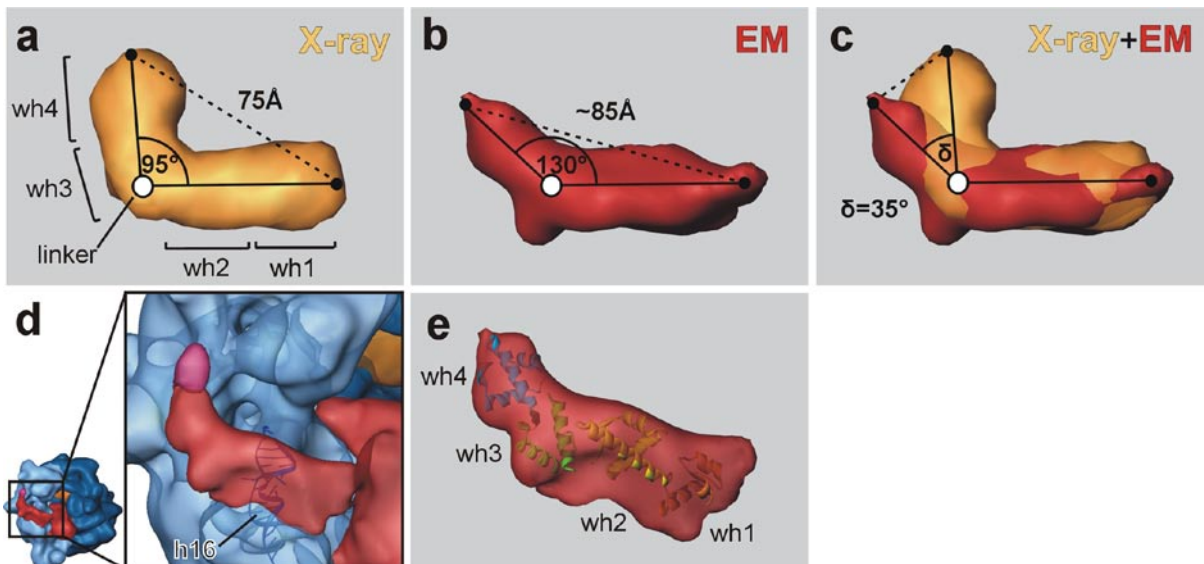 a X-ray
wh4
75Å
95°
wh3
linker
wh2 wh1
b EM
~85Å
130°
c X-ray+EM
δ
δ=35°
d
h16
e
wh4
wh3
wh2
wh1